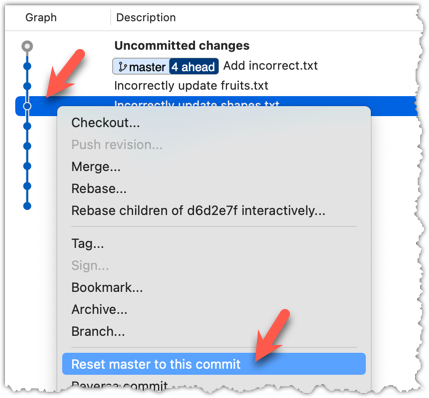 Graph Description
Uncommitted changes
master 4 ahead Add incorrect.txt
Incorrectly update fruits.txt
Incorrectly update shapes.txt
Checkout...
Push revision...
Merge...
Rebase...
Rebase children of d6d2e7f interactively...
Tag...
Sign...
Bookmark...
Archive...
Branch...
Reset master to this commit
Reverse commit